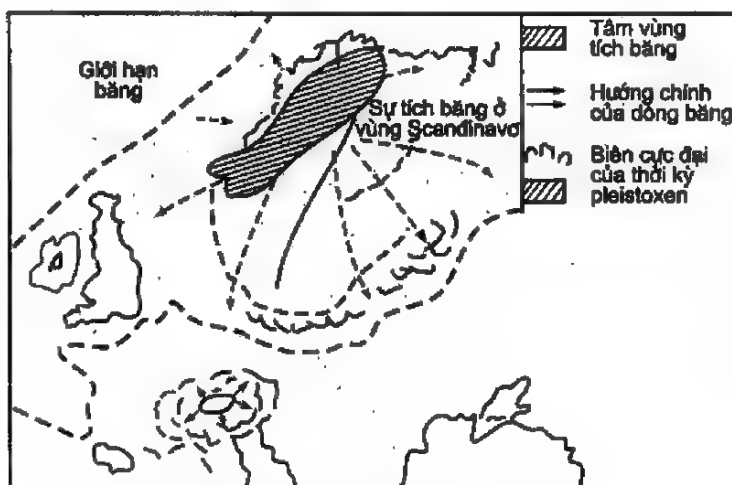 Giới hạn
băng
Sự tích băng ở
vùng Scandinavơ
Tâm vùng
tích băng
Hướng chính
của dòng băng
Biên cực đại
của thời kỳ
pleistoxen